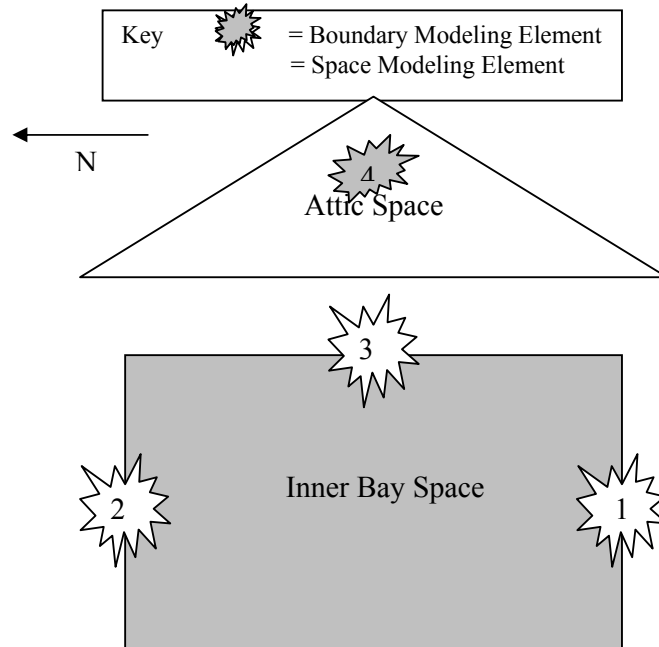 Key = Boundary Modeling Element
= Space Modeling Element
N
4
Attic Space
3
Inner Bay Space
2
1